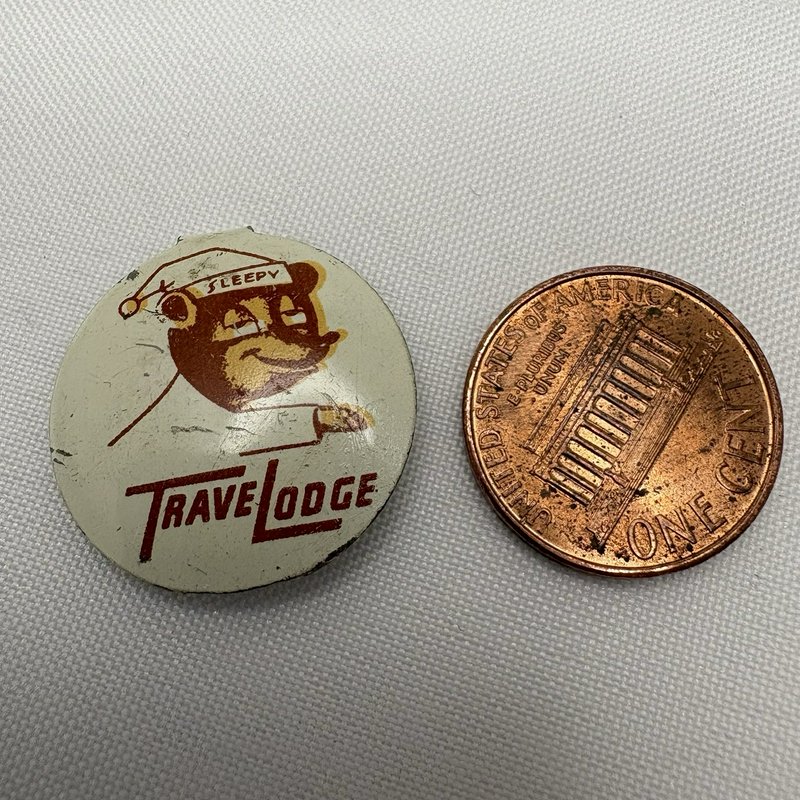 SLEEPY
TRAVELODGE
UNITED STATES OF AMERICA
E·PLURIBUS
UNUM
ONE CENT